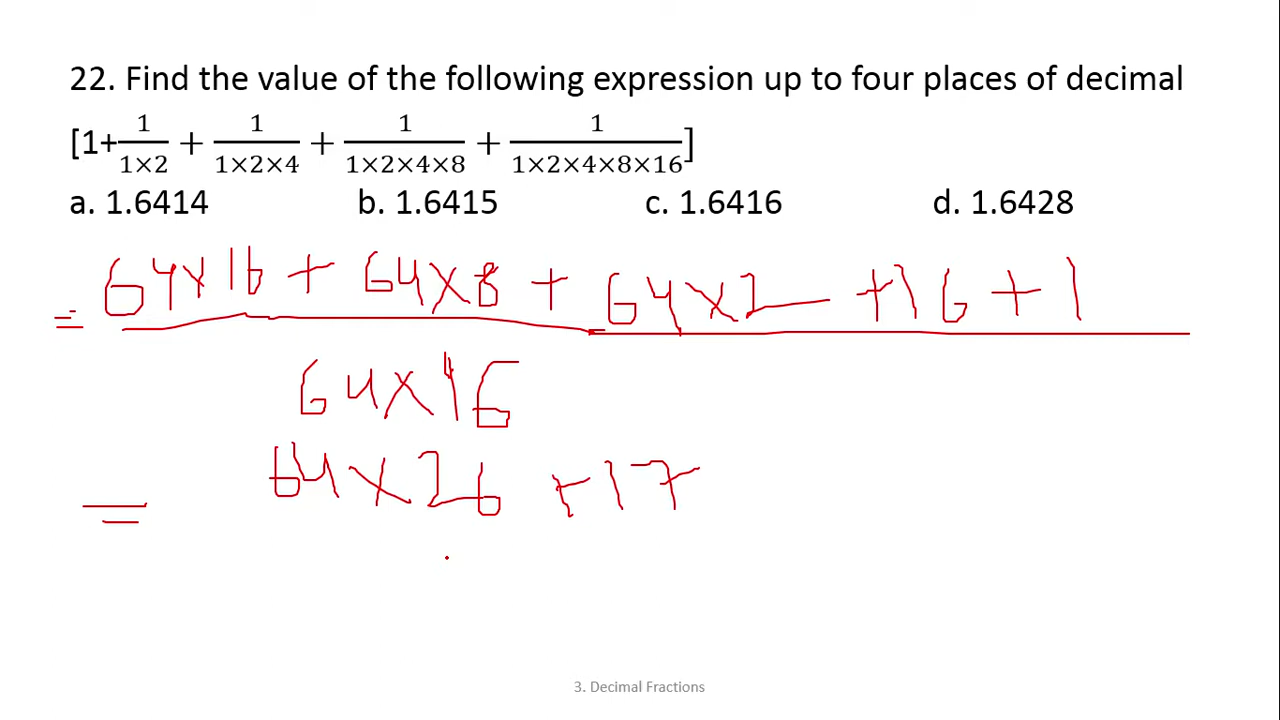 22. Find the value of the following expression up to four places of decimal
[1+1/(1×2) + 1/(1×2×4) + 1/(1×2×4×8) + 1/(1×2×4×8×16)]
a. 1.6414 b. 1.6415 c. 1.6416 d. 1.6428
= (64×16 + 64×8 + 64×2 + 16 + 1)/(64×16)
= 64×26 + 17
3. Decimal Fractions